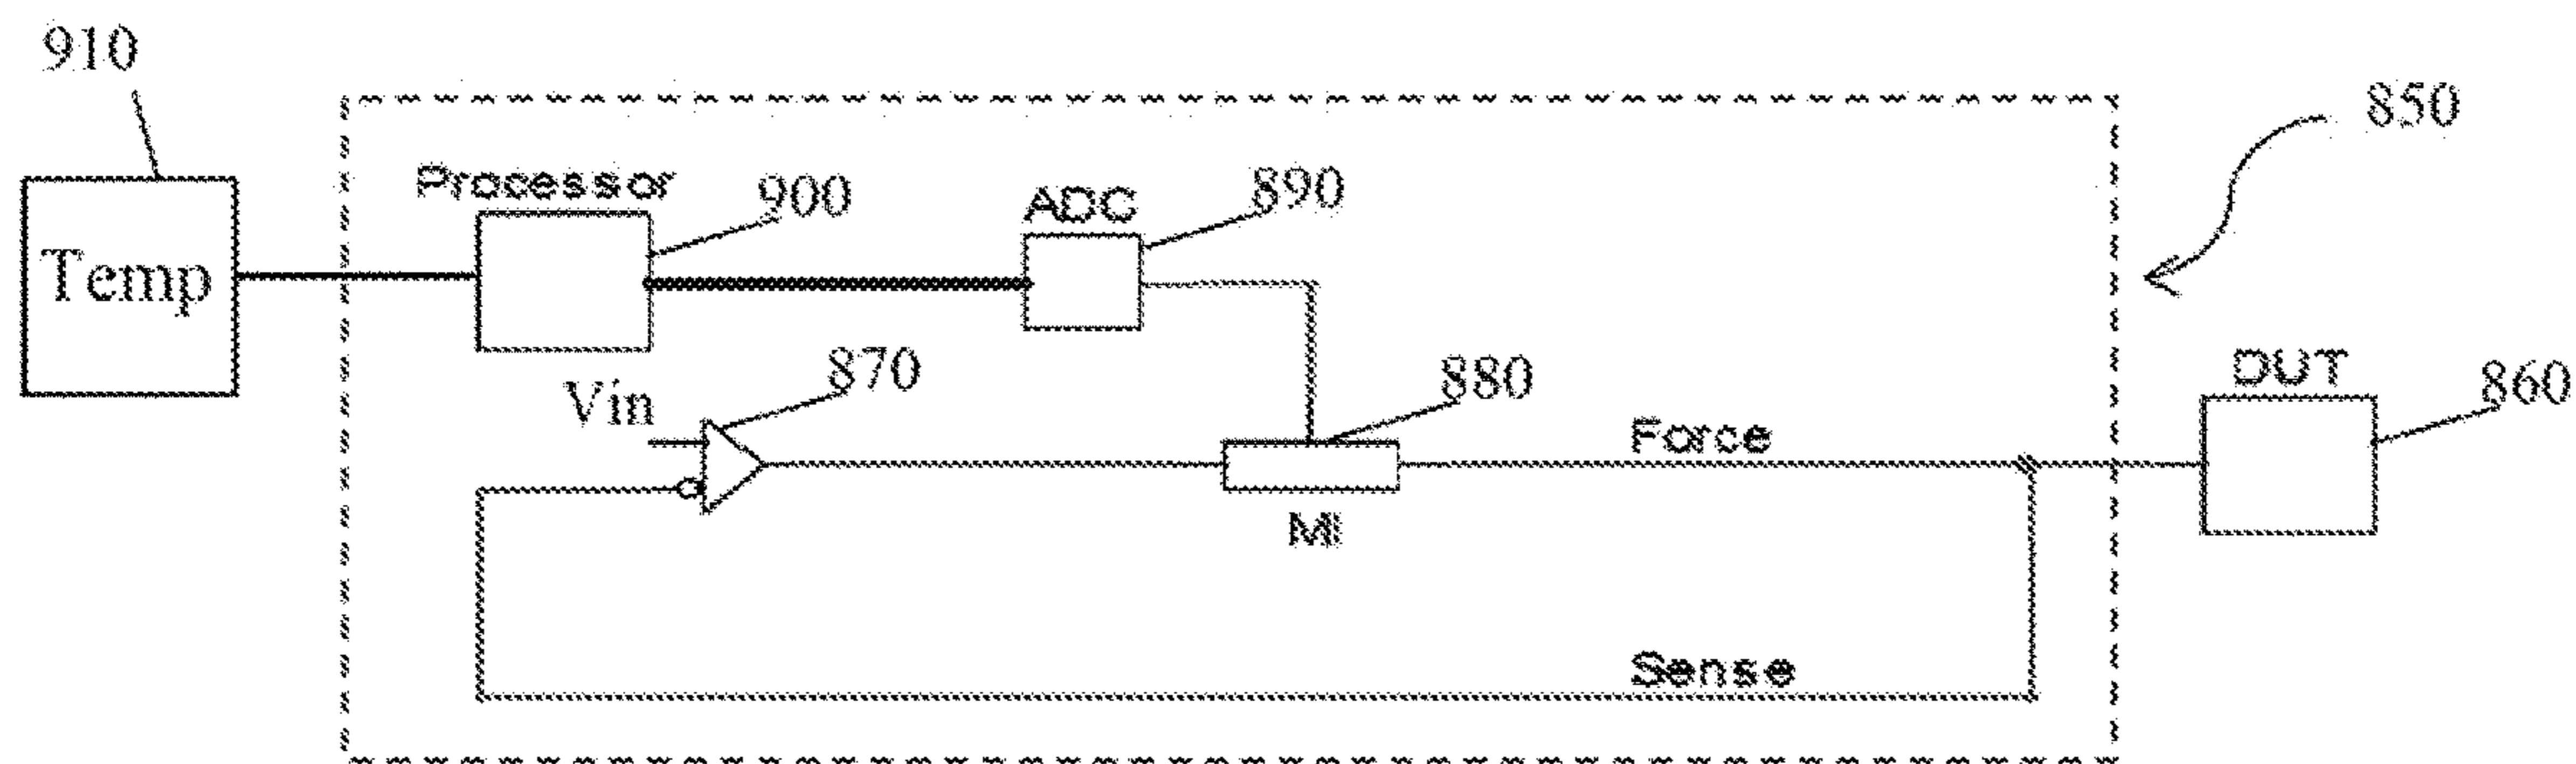 910
850
Processor
900
ADC
890
Temp
Vin
870
880
Force
DUT
860
MI
Sense